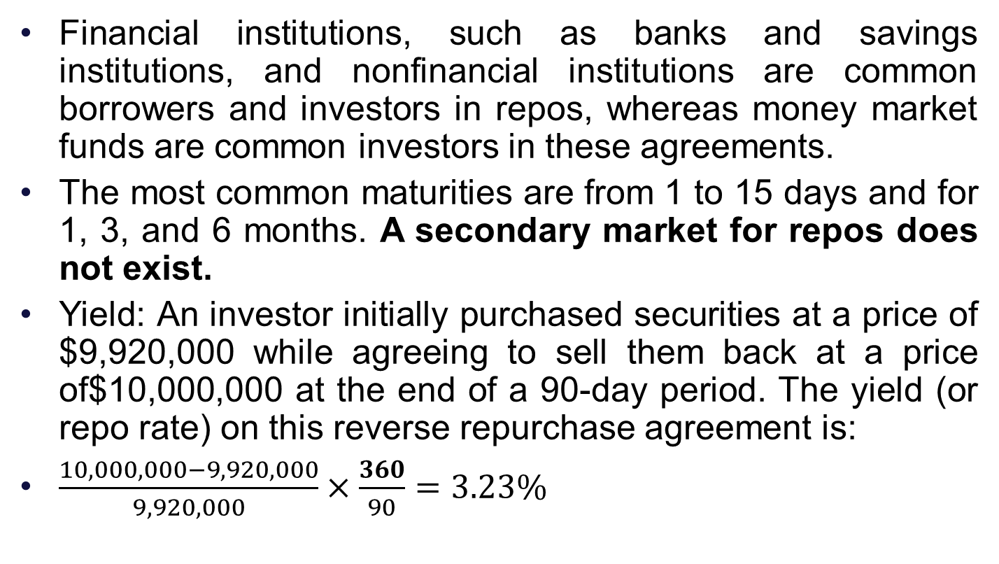 • Financial institutions, such as banks and savings
institutions, and nonfinancial institutions are common
borrowers and investors in repos, whereas money market
funds are common investors in these agreements.
• The most common maturities are from 1 to 15 days and for
1, 3, and 6 months. A secondary market for repos does
not exist.
• Yield: An investor initially purchased securities at a price of
$9,920,000 while agreeing to sell them back at a price
of$10,000,000 at the end of a 90-day period. The yield (or
repo rate) on this reverse repurchase agreement is:
• \frac{10,000,000−9,920,000}{9,920,000} × \frac{360}{90} = 3.23%